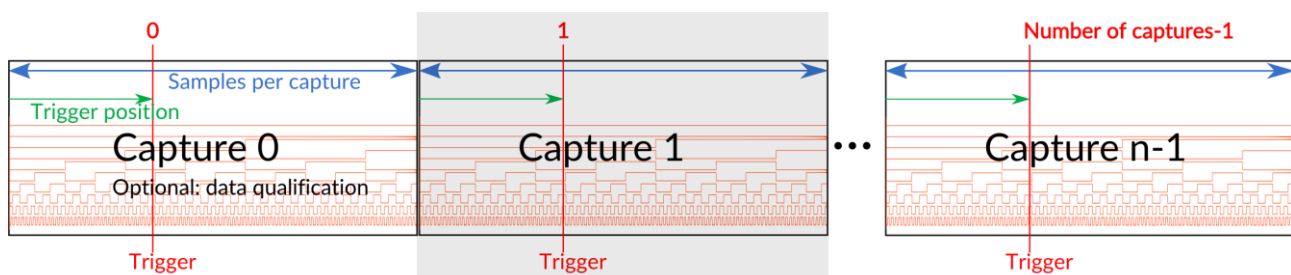 0
1
Number of captures-1
Samples per capture
Trigger position
Capture 0
Capture 1
•••
Capture n-1
Optional: data qualification
Trigger
Trigger
Trigger